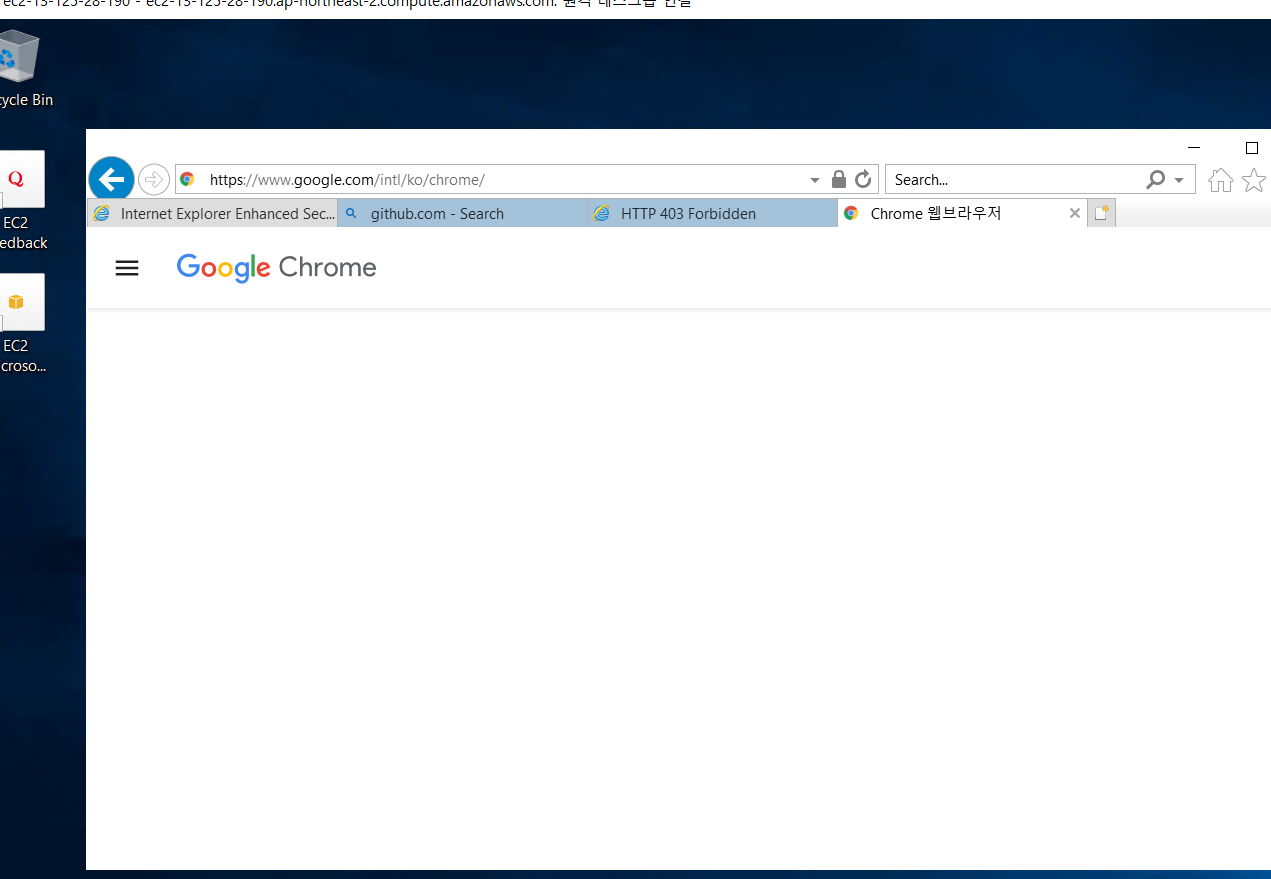 ec2-13-125-28-190 - ec2-13-125-28-190.ap-northeast-2.compute.amazonaws.com: 원격 데스크톱 연결
cycle Bin
EC2
edback
EC2
croso...
https://www.google.com/intl/ko/chrome/
Search...
Internet Explorer Enhanced Sec...
github.com - Search
HTTP 403 Forbidden
Chrome 웹브라우저
Google Chrome